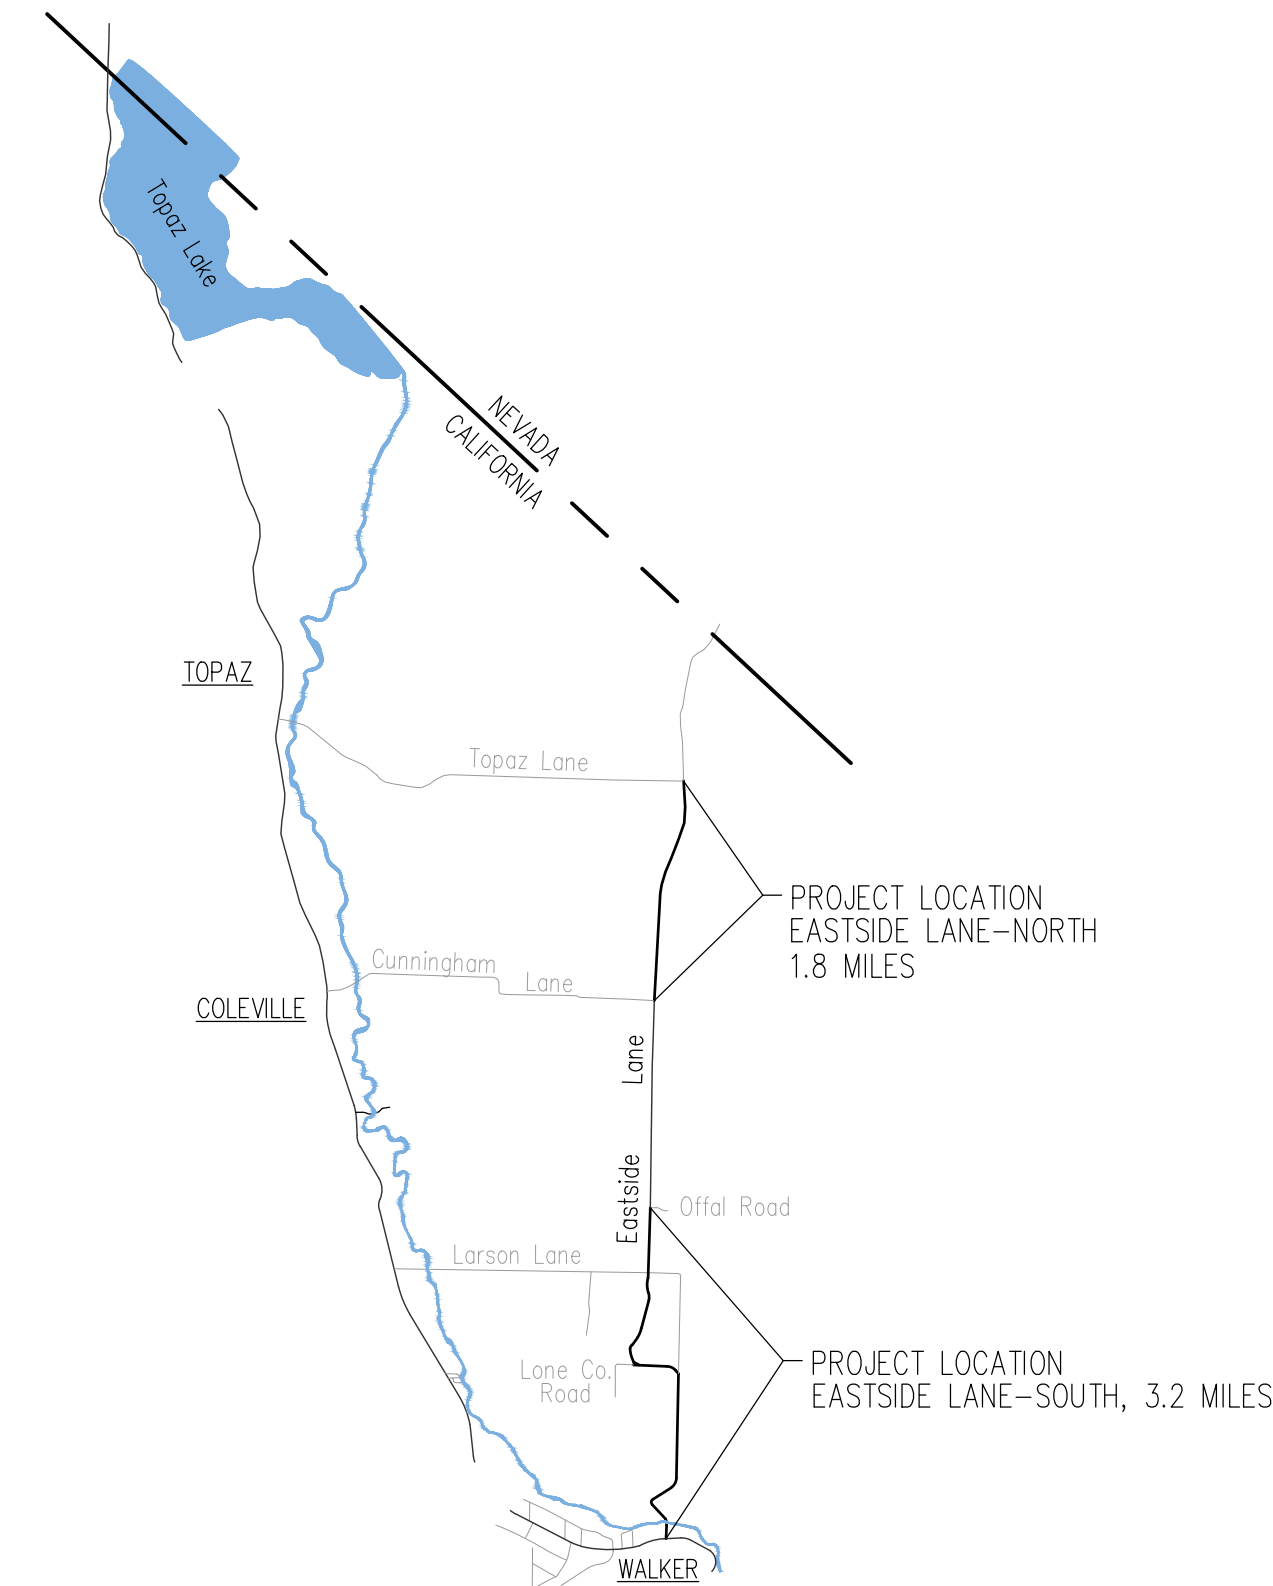 Topaz Lake
NEVADA
CALIFORNIA
TOPAZ
Topaz Lane
PROJECT LOCATION
EASTSIDE LANE-NORTH
1.8 MILES
Cunningham Lane
COLEVILLE
Eastside Lane
Offal Road
Larson Lane
Lone Co.
Road
PROJECT LOCATION
EASTSIDE LANE-SOUTH, 3.2 MILES
WALKER